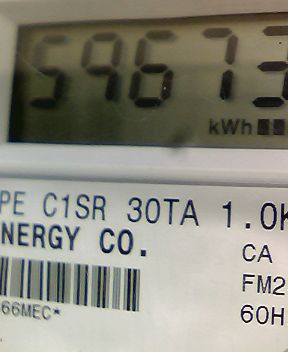 59673
kWh
PE C1SR 30TA 1.0K
NERGY CO.
CA
FM2
66MEC*
60H